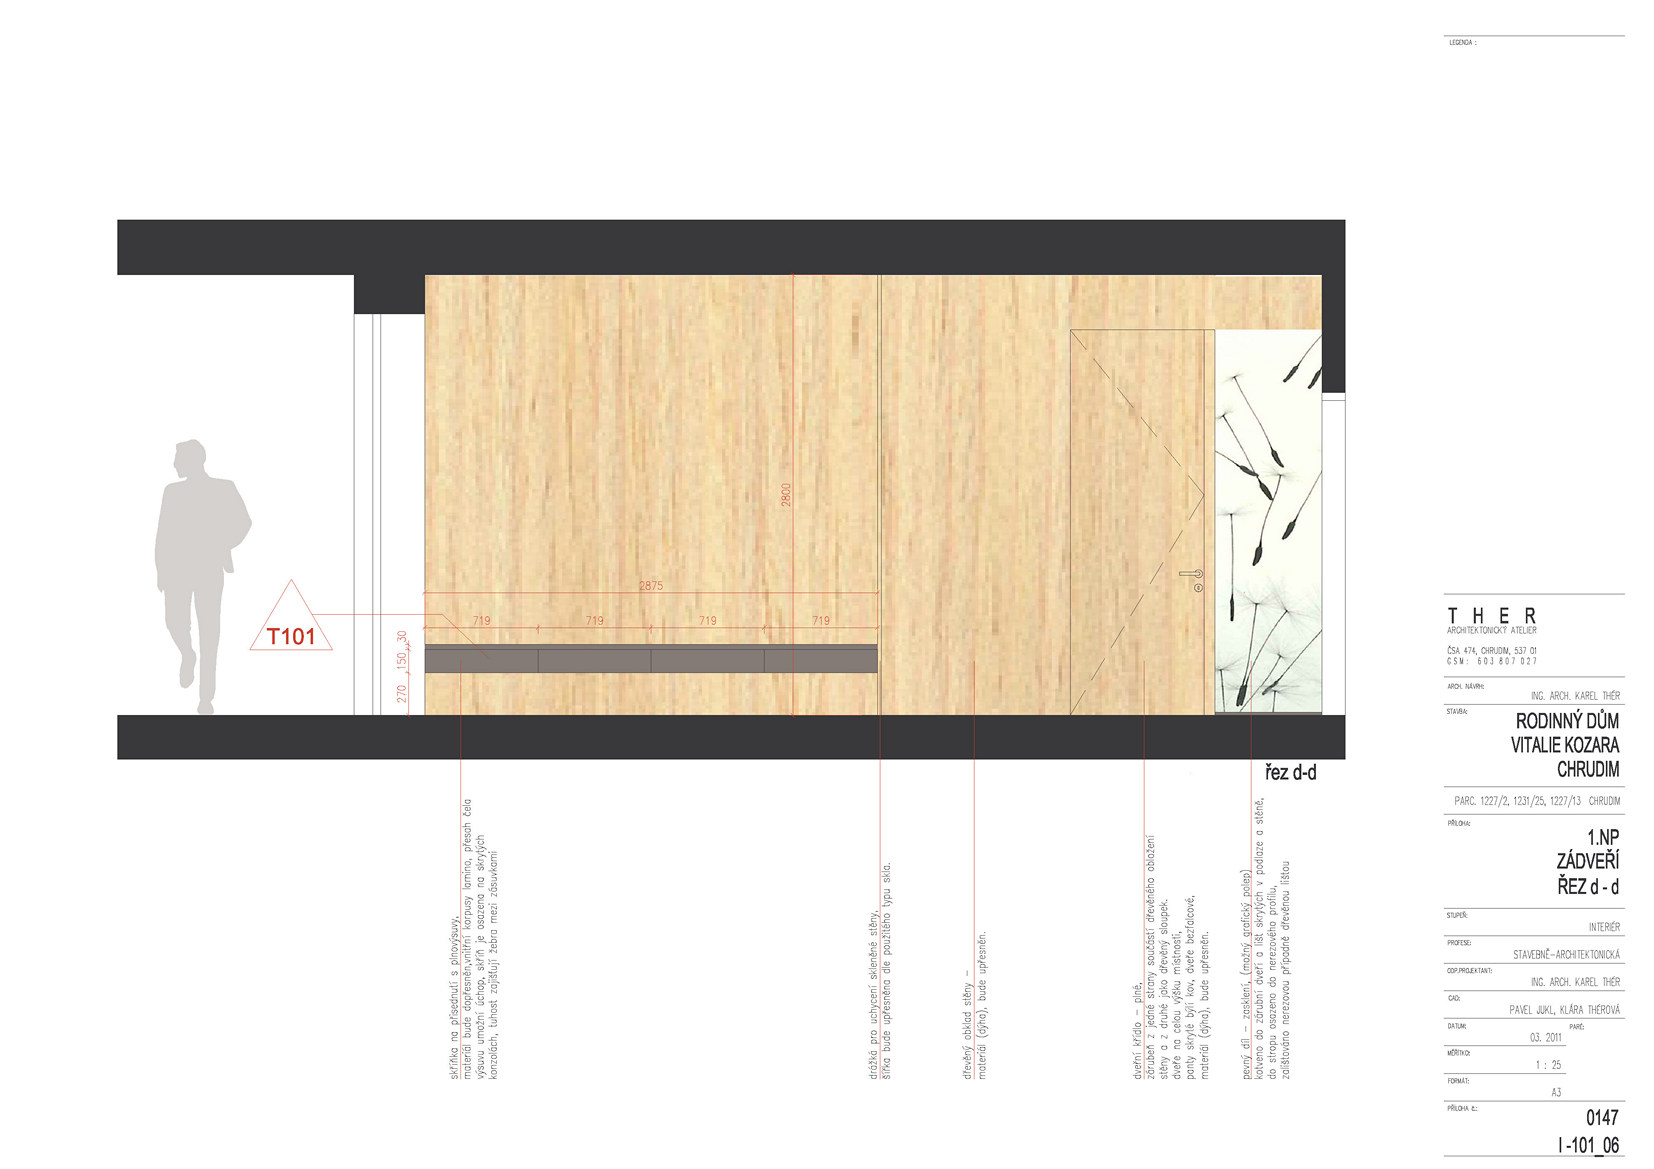 LEGENDA :
2800
2875
719
719
719
719
T101
30
150
270
řez d-d
skříňka na přisednutí s plnovýsuvy,
materiál bude dopřesněn,vnitřní korpusy lamino, přesah čela
výsuvu umožní úchop, skříň je osazena na skrytých
konzolách, tuhost zajišťují žebra mezi zásuvkami
drážka pro uchycení skleněné stěny,
šířka bude upřesněna dle použitého typu skla.
dřevěný obklad stěny –
materiál (dýha), bude upřesněn.
dveřní křídlo – plné,
zárubeň z jedné strany součástí dřevěného obložení
stěny a z druhé jako dřevěný sloupek.
dveře na celou výšku místnosti,
panty skryté býlí kov, dveře bezfalcové,
materiál (dýha), bude upřesněn.
pevný díl – zasklení, (možný grafický polep)
kotveno do zárubní dveří a lišt skrytých v podlaze a stěně,
do stropu osazeno do nerezového profilu,
zalištováno nerezovou případně dřevěnou lištou
T H E R
ARCHITEKTONICKÝ ATELIER
ČSA 474, CHRUDIM, 537 01
GSM: 603 807 027
ARCH. NÁVRH:
ING. ARCH. KAREL THÉR
STAVBA:
RODINNÝ DŮM
VITALIE KOZARA
CHRUDIM
PARC. 1227/2, 1231/25, 1227/13 CHRUDIM
PŘÍLOHA:
1.NP
ZÁDVEŘÍ
ŘEZ d - d
STUPEŇ:
INTERIÉR
PROFESE:
STAVEBNĚ–ARCHITEKTONICKÁ
ODP.PROJEKTANT:
ING. ARCH. KAREL THÉR
CAD:
PAVEL JUKL, KLÁRA THÉROVÁ
DATUM:
PARÉ:
03. 2011
MĚŘÍTKO:
1 : 25
FORMÁT:
A3
PŘÍLOHA č.:
0147
I -101_06